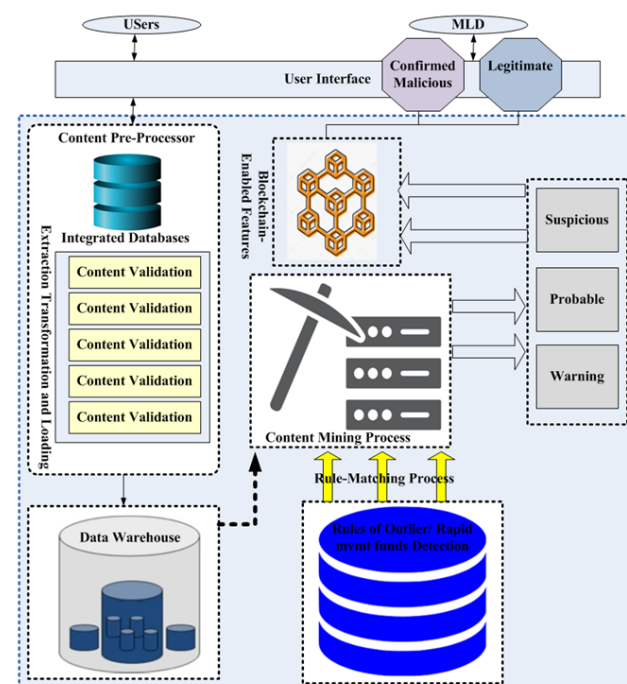 USers
MLD
User Interface
Confirmed
Malicious
Legitimate
Content Pre-Processor
Integrated Databases
Extraction Transformation and Loading
Content Validation
Content Validation
Content Validation
Content Validation
Content Validation
Blockchain-
Enabled Features
Suspicious
Probable
Warning
Content Mining Process
Rule-Matching Process
Data Warehouse
Rules of Outlier/ Rapid
mvmt funds Detection